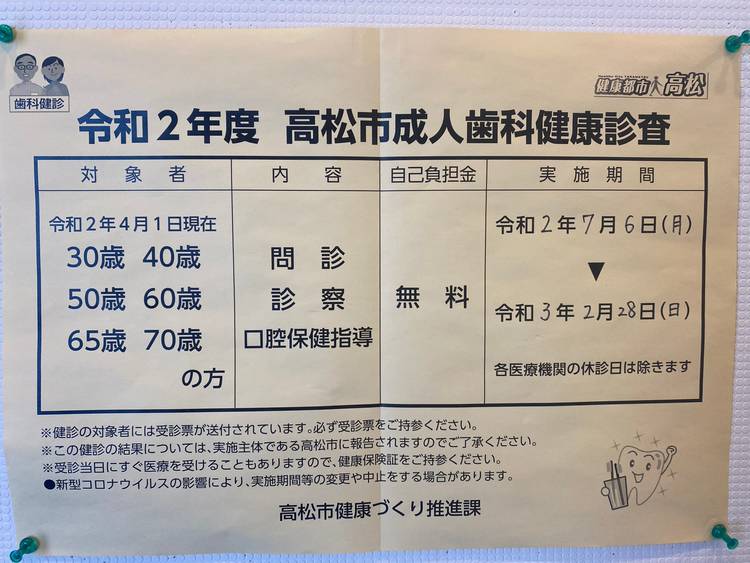 歯科健診
健康都市 高松
令和2年度 高松市成人歯科健康診査
対象者 内容 自己負担金 実施期間
令和2年4月1日現在
30歳 40歳
50歳 60歳
65歳 70歳
の方
問診
診察
口腔保健指導
無料
令和2年7月6日(月)
▼
令和3年2月28日(日)
各医療機関の休診日は除きます
※健診の対象者には受診票が送付されています。必ず受診票をご持参ください。
※この健診の結果については、実施主体である高松市に報告されますのでご了承ください。
※受診当日にすぐ医療を受けることもありますので、健康保険証をご持参ください。
●新型コロナウイルスの影響により、実施期間等の変更や中止をする場合があります。
高松市健康づくり推進課